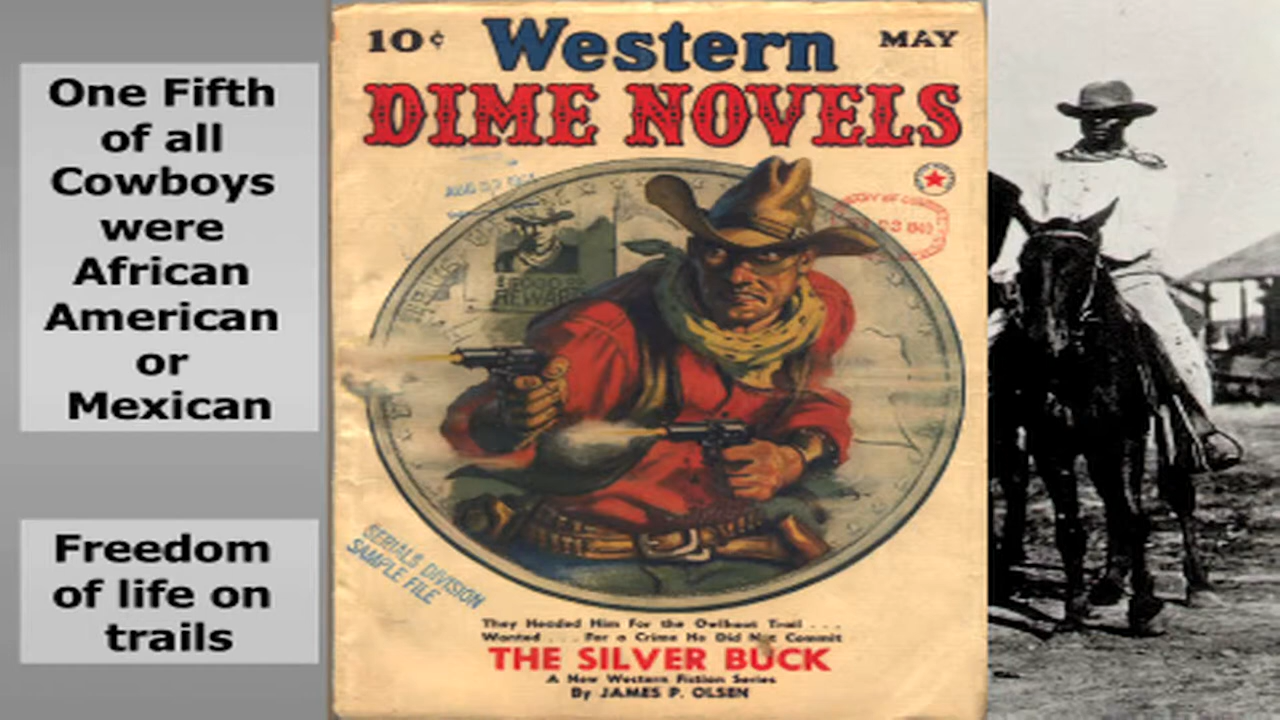 One Fifth
of all
Cowboys
were
African
American
or
Mexican
Freedom
of life on
trails
10¢ Western MAY
DIME NOVELS
REWARD
SERIALS DIVISION
SAMPLE FILE
They Headed Him For the Owlhoot Trail . . .
Wanted . . . For a Crime He Did Not Commit
THE SILVER BUCK
A New Western Fiction Series
By JAMES P. OLSEN